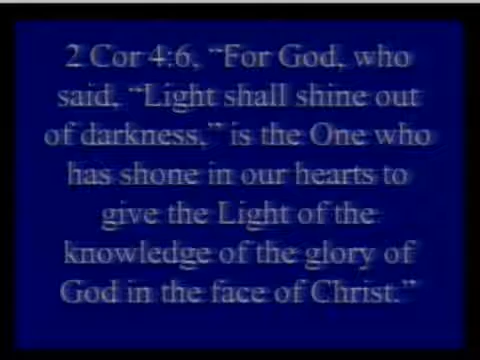 2 Cor 4:6, “For God, who
said, “Light shall shine out
of darkness,” is the One who
has shone in our hearts to
give the Light of the
knowledge of the glory of
God in the face of Christ.”